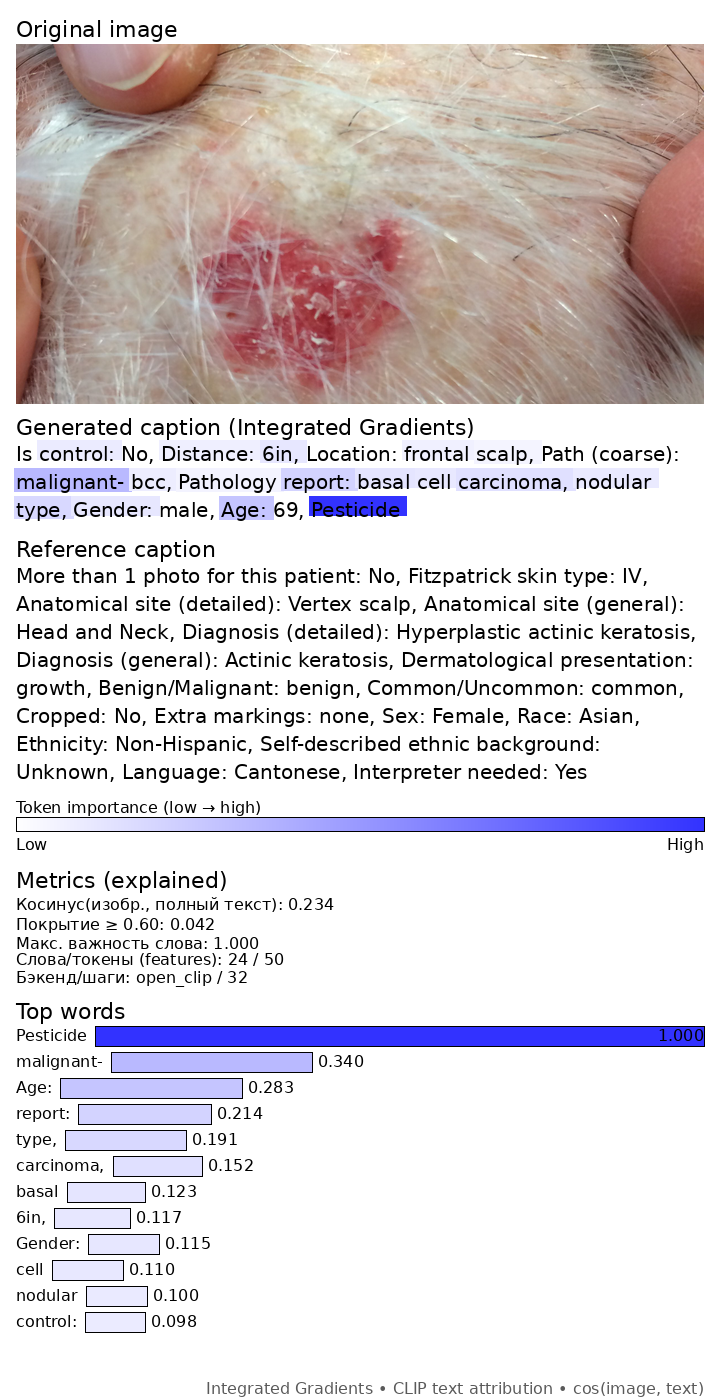 Original image
Generated caption (Integrated Gradients)
Is control: No, Distance: 6in, Location: frontal scalp, Path (coarse):
malignant- bcc, Pathology report: basal cell carcinoma, nodular
type, Gender: male, Age: 69, Pesticide
Reference caption
More than 1 photo for this patient: No, Fitzpatrick skin type: IV,
Anatomical site (detailed): Vertex scalp, Anatomical site (general):
Head and Neck, Diagnosis (detailed): Hyperplastic actinic keratosis,
Diagnosis (general): Actinic keratosis, Dermatological presentation:
growth, Benign/Malignant: benign, Common/Uncommon: common,
Cropped: No, Extra markings: none, Sex: Female, Race: Asian,
Ethnicity: Non-Hispanic, Self-described ethnic background:
Unknown, Language: Cantonese, Interpreter needed: Yes
Token importance (low → high)
Low High
Metrics (explained)
Косинус(изобр., полный текст): 0.234
Покрытие ≥ 0.60: 0.042
Макс. важность слова: 1.000
Слова/токены (features): 24 / 50
Бэкенд/шаги: open_clip / 32
Top words
Pesticide 1.000
malignant- 0.340
Age: 0.283
report: 0.214
type, 0.191
carcinoma, 0.152
basal 0.123
6in, 0.117
Gender: 0.115
cell 0.110
nodular 0.100
control: 0.098
Integrated Gradients • CLIP text attribution • cos(image, text)